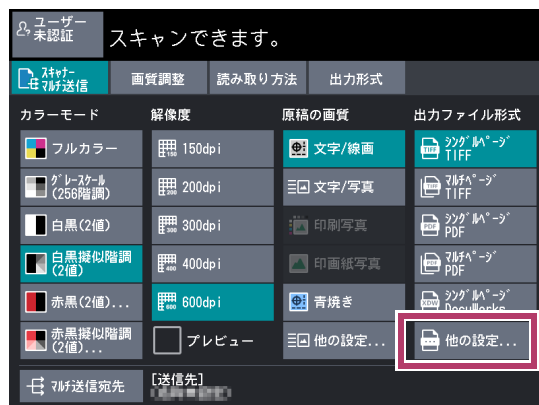 ユーザー
未認証
スキャンできます。
ｽｷｬﾅｰ
ﾏﾙﾁ送信
画質調整
読み取り方法
出力形式
カラーモード
解像度
原稿の画質
出力ファイル形式
フルカラー
150dpi
文字/線画
ｼﾝｸﾞﾙﾍﾟｰｼﾞ
TIFF
ｸﾞﾚｰｽｹｰﾙ
(256階調)
200dpi
文字/写真
ﾏﾙﾁﾍﾟｰｼﾞ
TIFF
白黒(2値)
300dpi
印刷写真
ｼﾝｸﾞﾙﾍﾟｰｼﾞ
PDF
白黒擬似階調
(2値)
400dpi
印画紙写真
ﾏﾙﾁﾍﾟｰｼﾞ
PDF
赤黒(2値)...
600dpi
青焼き
ｼﾝｸﾞﾙﾍﾟｰｼﾞ
DocuWorks
赤黒擬似階調
(2値)...
プレビュー
他の設定...
他の設定...
ﾏﾙﾁ送信宛先
[送信先]